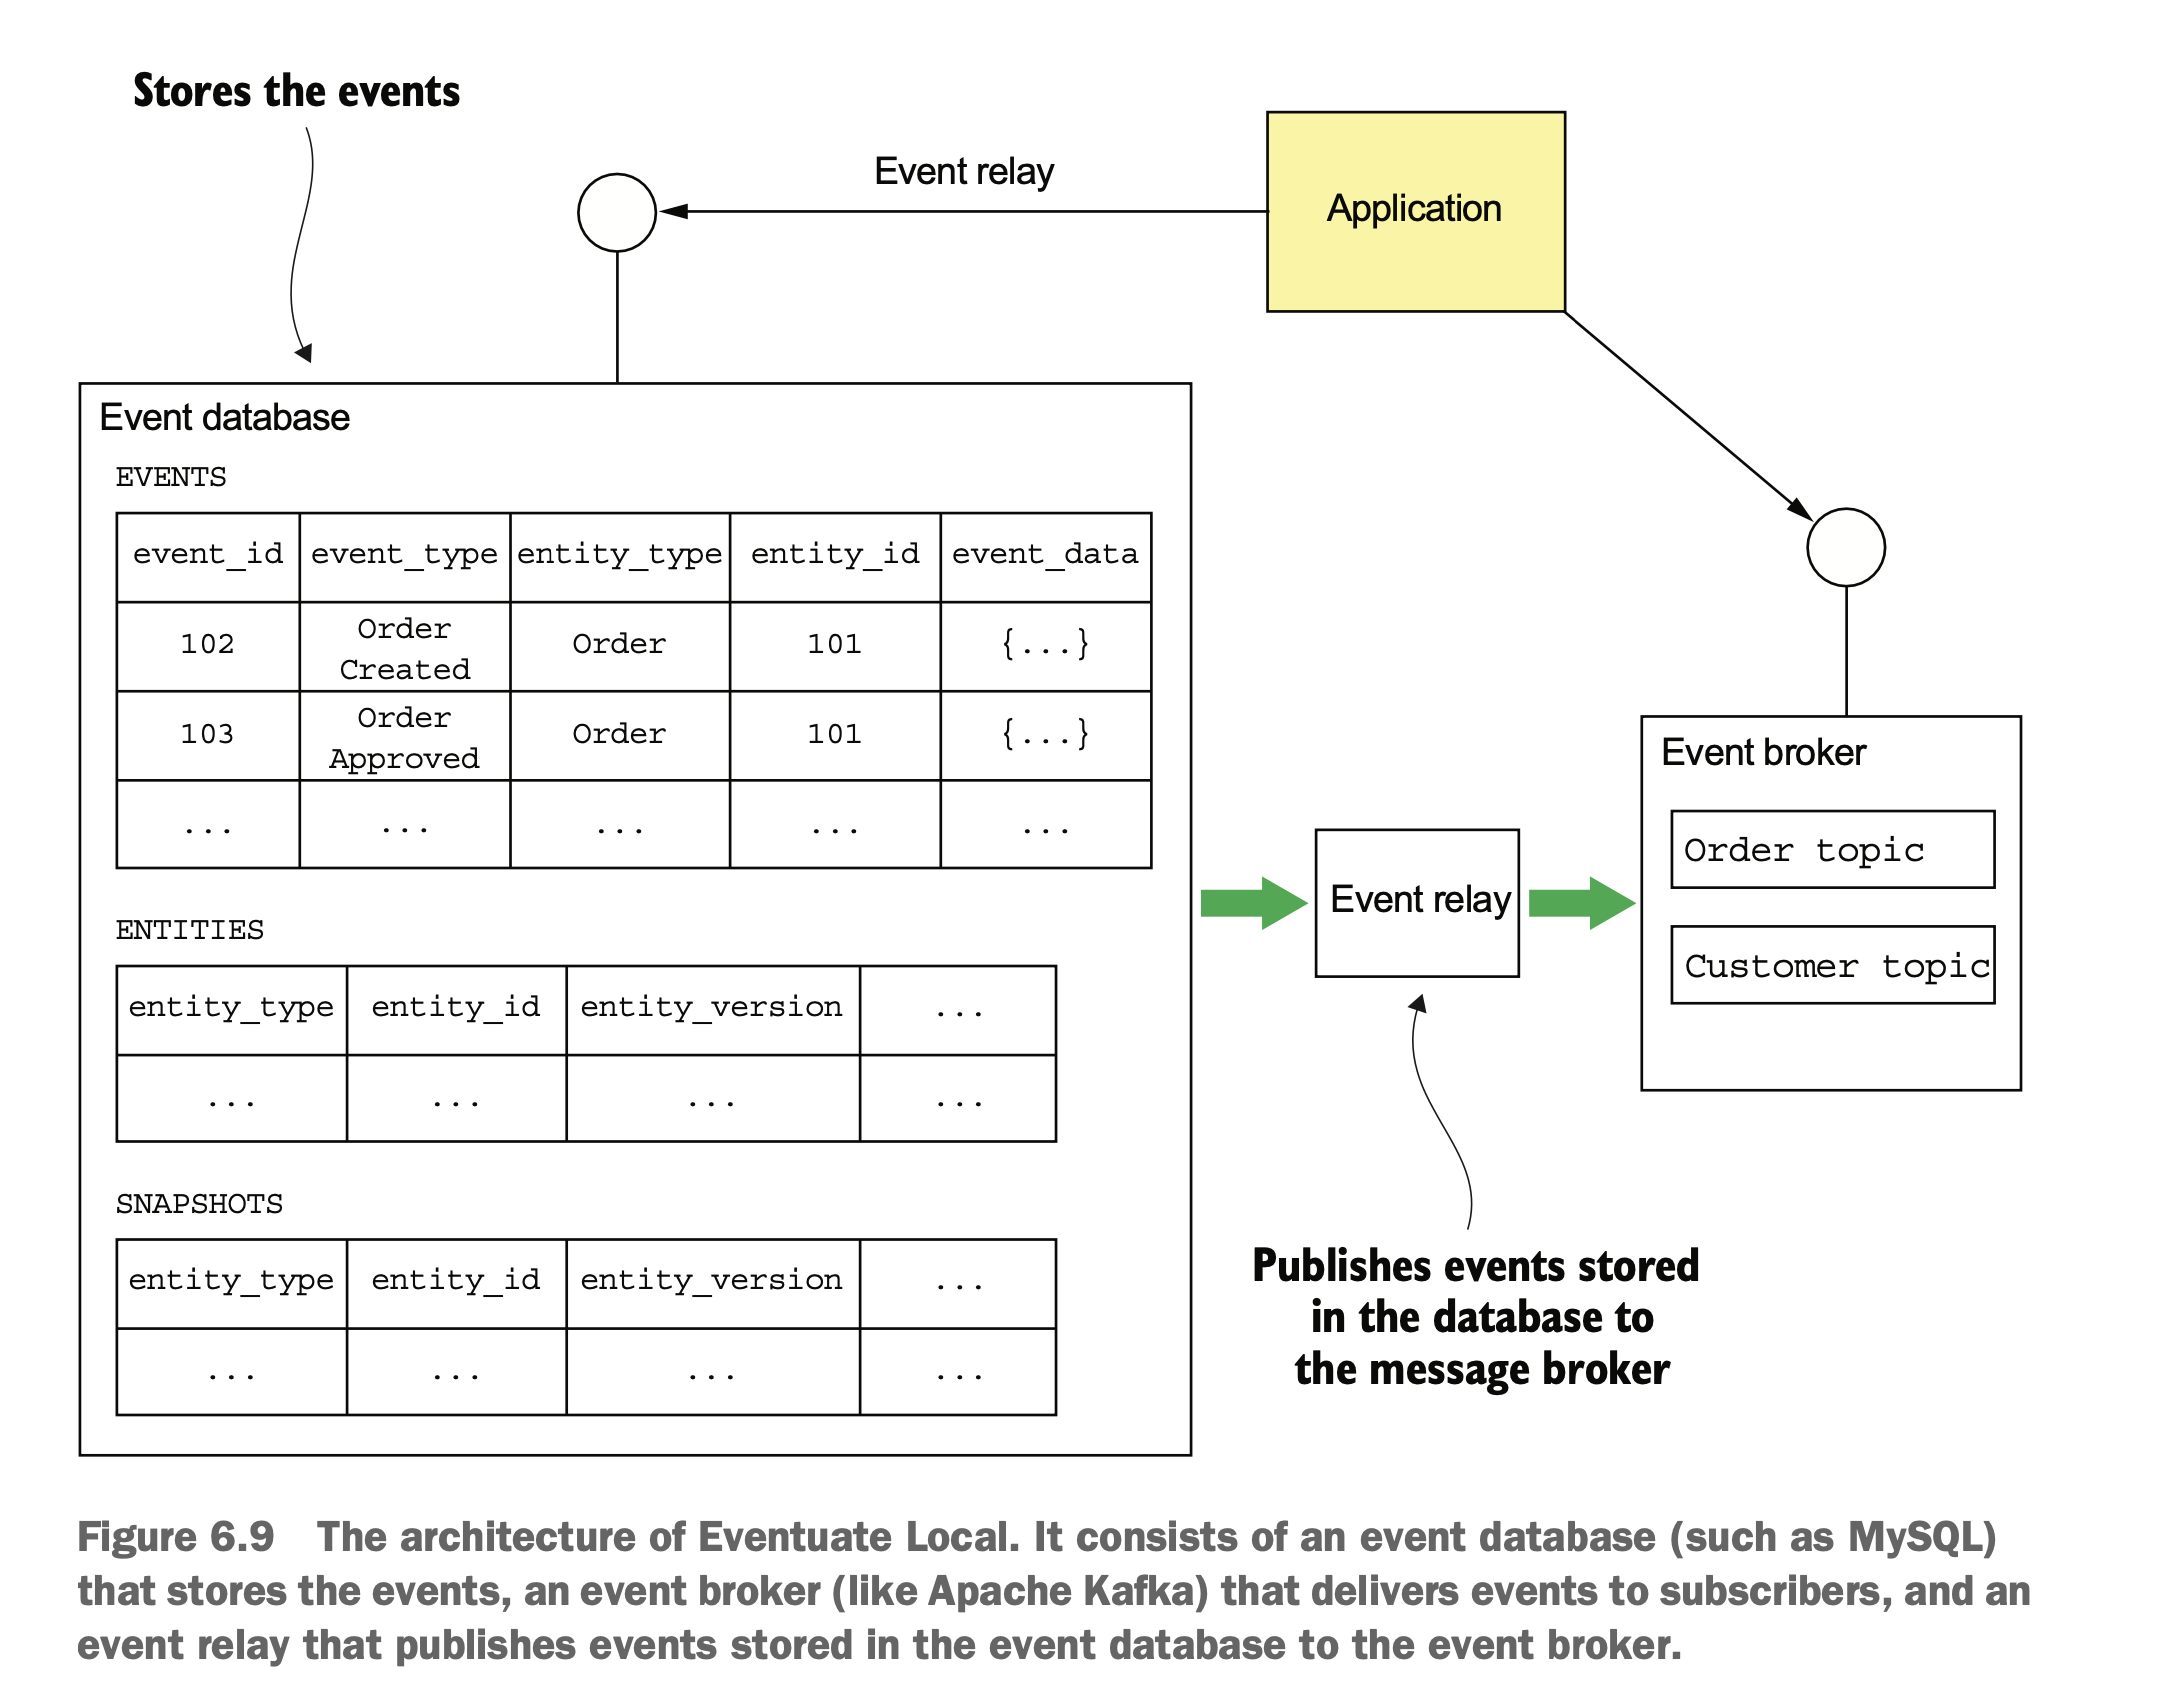 Stores the events
Event relay
Application
Event database
EVENTS
event_id event_type entity_type entity_id event_data
102 Order Created Order 101 {...}
103 Order Approved Order 101 {...}
... ... ... ... ...
ENTITIES
entity_type entity_id entity_version ...
... ... ... ...
SNAPSHOTS
entity_type entity_id entity_version ...
... ... ... ...
Event relay
Publishes events stored
in the database to
the message broker
Event broker
Order topic
Customer topic
Figure 6.9 The architecture of Eventuate Local. It consists of an event database (such as MySQL)
that stores the events, an event broker (like Apache Kafka) that delivers events to subscribers, and an
event relay that publishes events stored in the event database to the event broker.